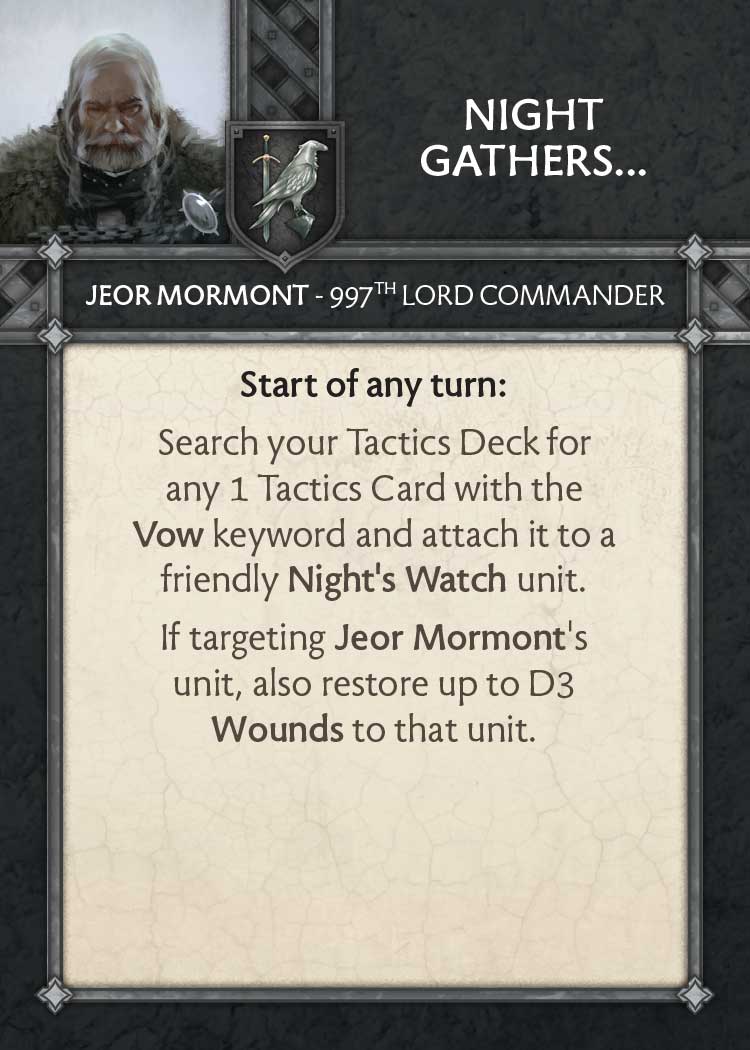 NIGHT
GATHERS...
JEOR MORMONT - 997TH LORD COMMANDER
Start of any turn:
Search your Tactics Deck for
any 1 Tactics Card with the
Vow keyword and attach it to a
friendly Night's Watch unit.
If targeting Jeor Mormont's
unit, also restore up to D3
Wounds to that unit.